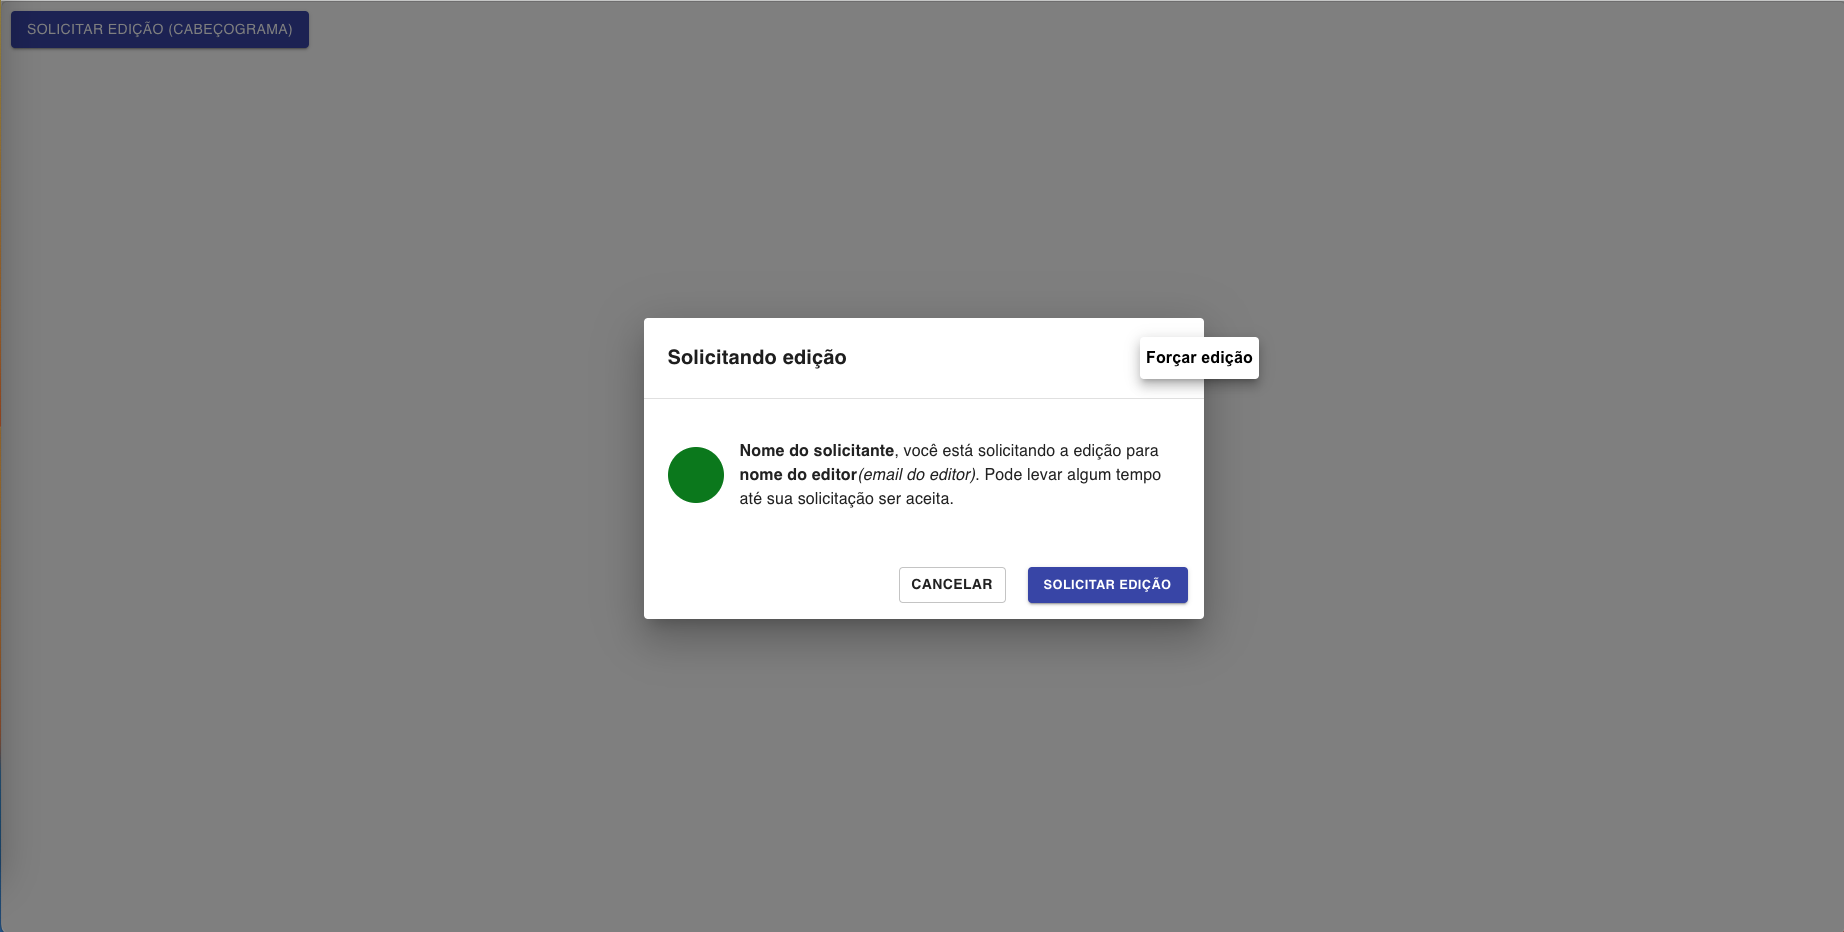 SOLICITAR EDIÇÃO (CABEÇOGRAMA)
Solicitando edição
Forçar edição
Nome do solicitante, você está solicitando a edição para
nome do editor(email do editor). Pode levar algum tempo
até sua solicitação ser aceita.
CANCELAR
SOLICITAR EDIÇÃO